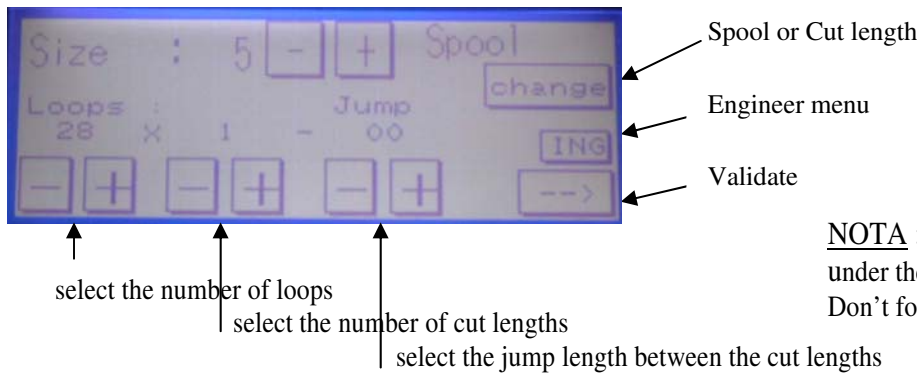 Size : 5 - + Spool
change
Loops : Jump
28 X 1 - 00
ING
- + - + - + -->
Spool or Cut length
Engineer menu
Validate
NOTA
under the
Don't fo
select the number of loops
select the number of cut lengths
select the jump length between the cut lengths